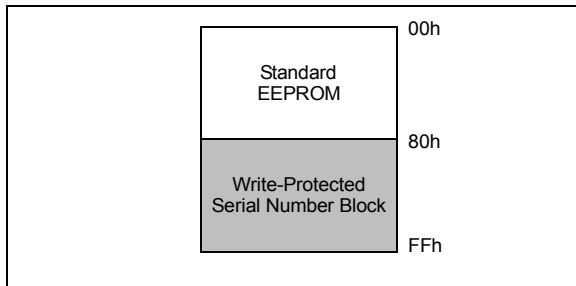 00h
Standard
EEPROM
80h
Write-Protected
Serial Number Block
FFh